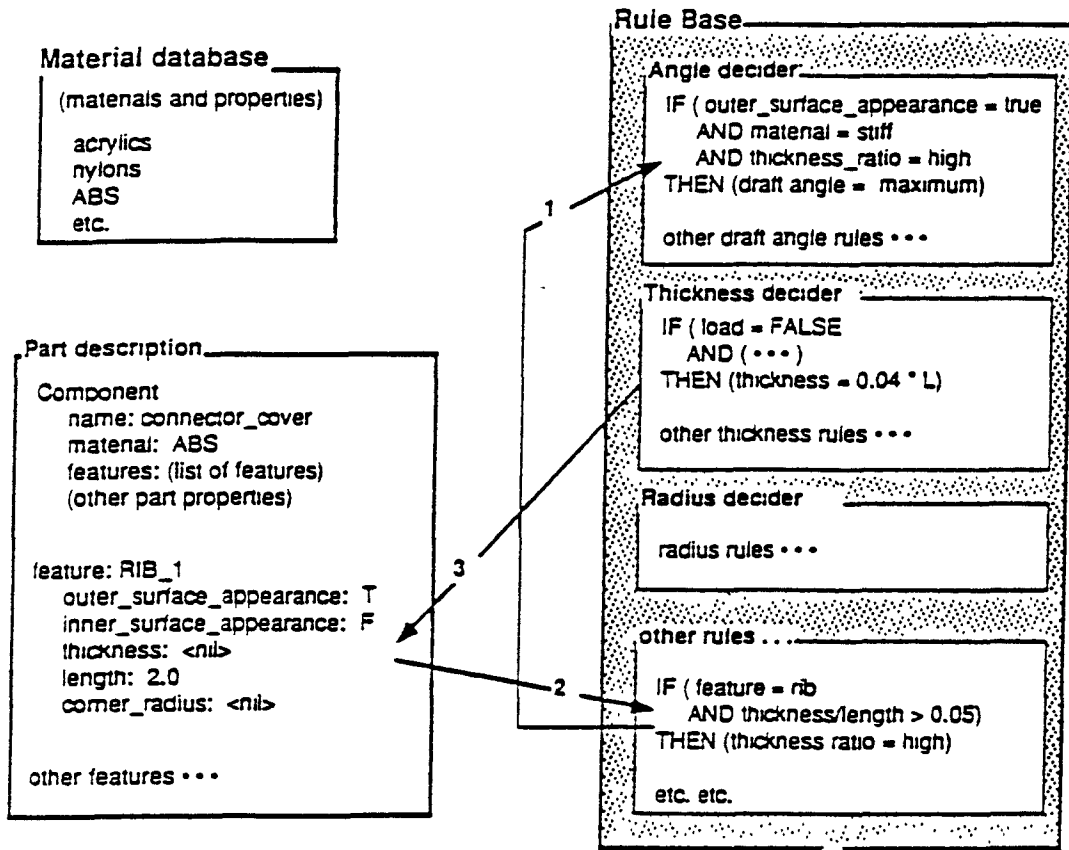 Material database
(materials and properties)
acrylics
nylons
ABS
etc.
Part description
Component
name: connector_cover
material: ABS
features: (list of features)
(other part properties)
feature: RIB_1
outer_surface_appearance: T
inner_surface_appearance: F
thickness: <nil>
length: 2.0
corner_radius: <nil>
other features •••
1
3
2
Rule Base
Angle decider
IF ( outer_surface_appearance = true
AND material = stiff
AND thickness_ratio = high
THEN (draft angle = maximum)
other draft angle rules •••
Thickness decider
IF ( load = FALSE
AND ( ••• )
THEN (thickness = 0.04 * L)
other thickness rules •••
Radius decider
radius rules •••
other rules . . .
IF ( feature = rib
AND thickness/length > 0.05)
THEN (thickness ratio = high)
etc. etc.